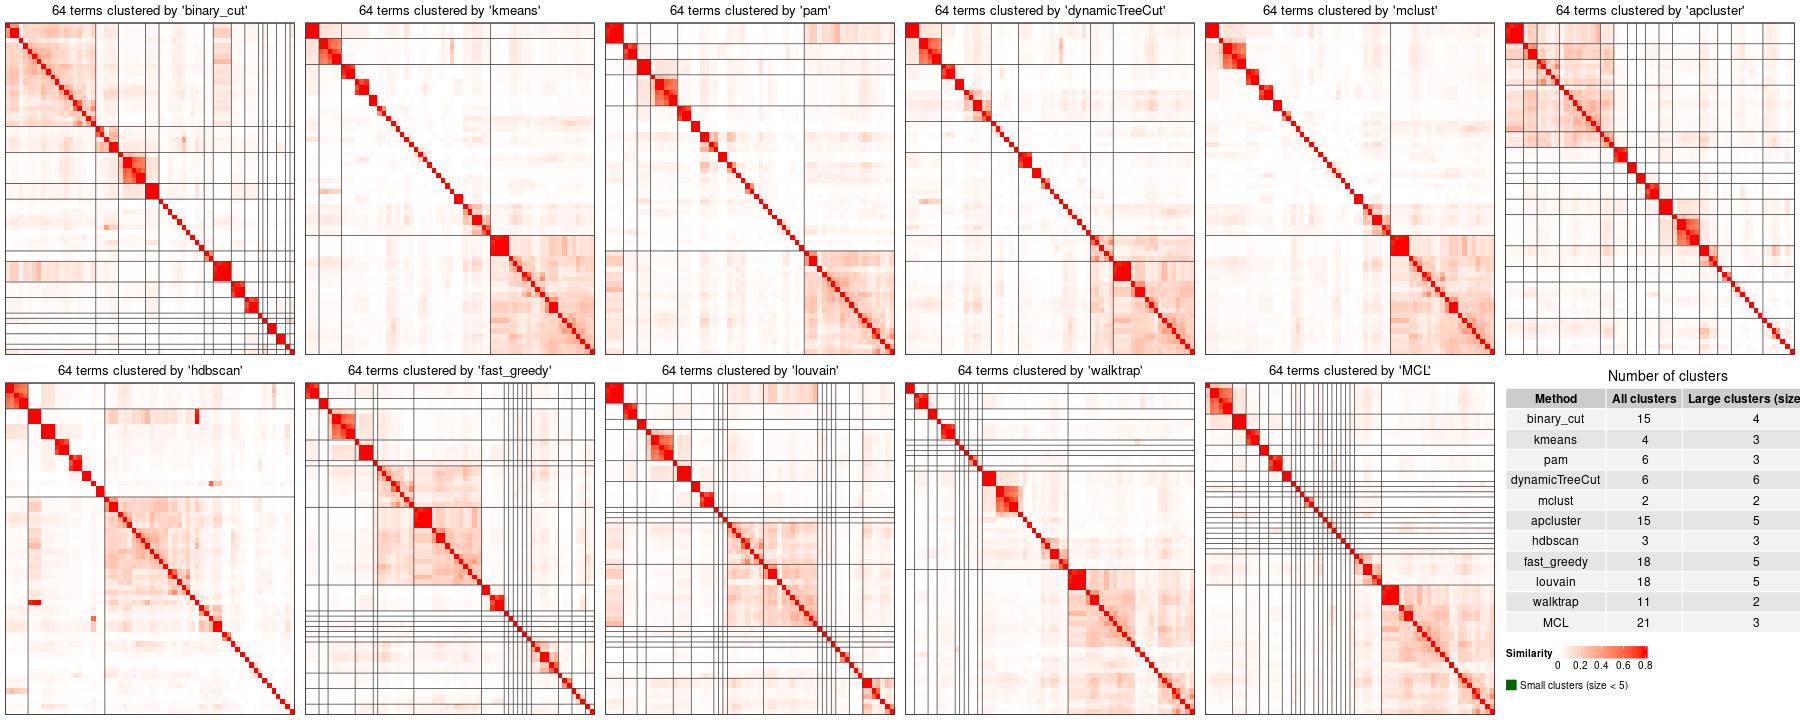 64 terms clustered by 'binary_cut'
64 terms clustered by 'kmeans'
64 terms clustered by 'pam'
64 terms clustered by 'dynamicTreeCut'
64 terms clustered by 'mclust'
64 terms clustered by 'apcluster'
64 terms clustered by 'hdbscan'
64 terms clustered by 'fast_greedy'
64 terms clustered by 'louvain'
64 terms clustered by 'walktrap'
64 terms clustered by 'MCL'
Number of clusters
Method All clusters Large clusters (size
binary_cut 15 4
kmeans 4 3
pam 6 3
dynamicTreeCut 6 6
mclust 2 2
apcluster 15 5
hdbscan 3 3
fast_greedy 18 5
louvain 18 5
walktrap 11 2
MCL 21 3
Similarity
0 0.2 0.4 0.6 0.8
Small clusters (size < 5)